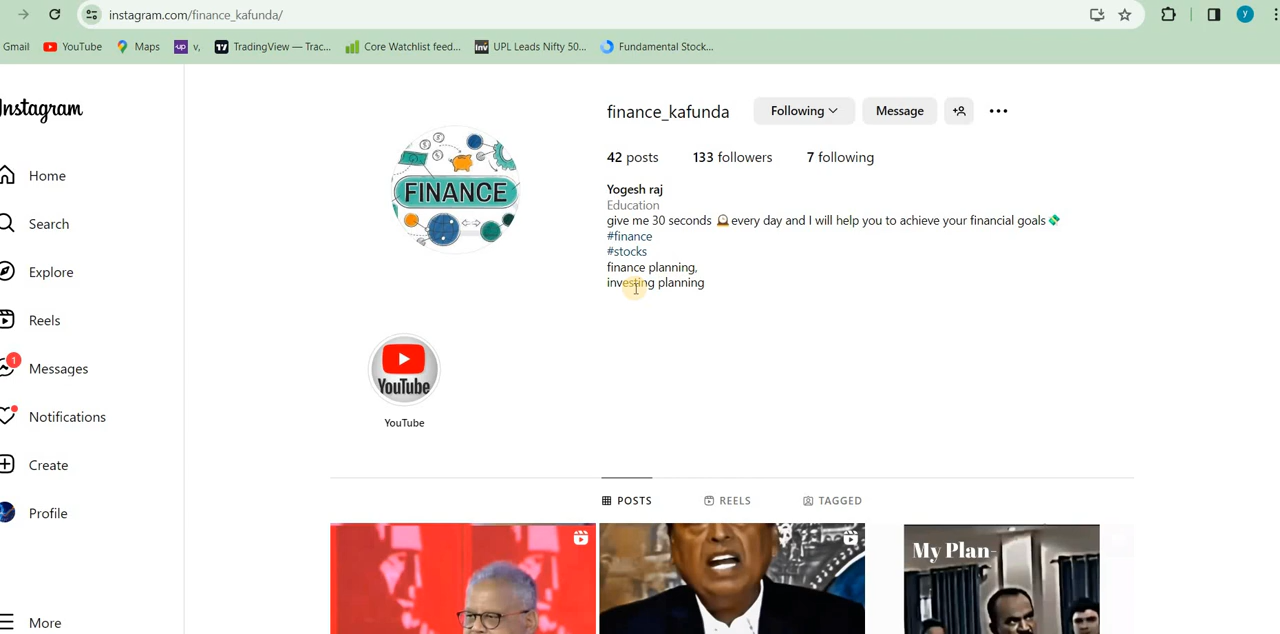 instagram.com/finance_kafunda/
y
Gmail
YouTube
Maps
up v,
TradingView — Trac...
Core Watchlist feed...
Inv UPL Leads Nifty 50...
Fundamental Stock...
Instagram
Home
Search
Explore
Reels
1
Messages
Notifications
Create
Profile
More
FINANCE
finance_kafunda
Following
Message
42 posts
133 followers
7 following
Yogesh raj
Education
give me 30 seconds 🕰️every day and I will help you to achieve your financial goals💸
#finance
#stocks
finance planning,
investing planning
YouTube
YouTube
POSTS
REELS
TAGGED
My Plan-